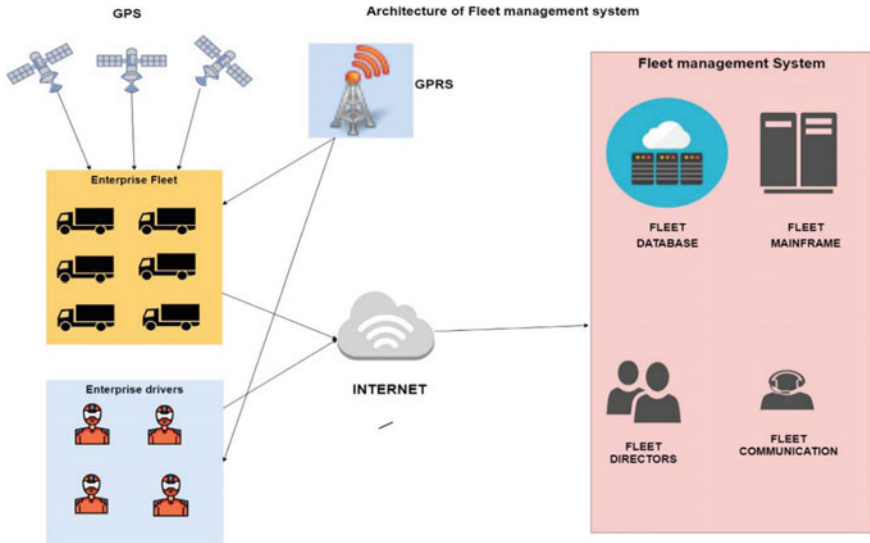 GPS
Architecture of Fleet management system
GPRS
Fleet management System
Enterprise Fleet
FLEET
DATABASE
FLEET
MAINFRAME
INTERNET
Enterprise drivers
FLEET
DIRECTORS
FLEET
COMMUNICATION